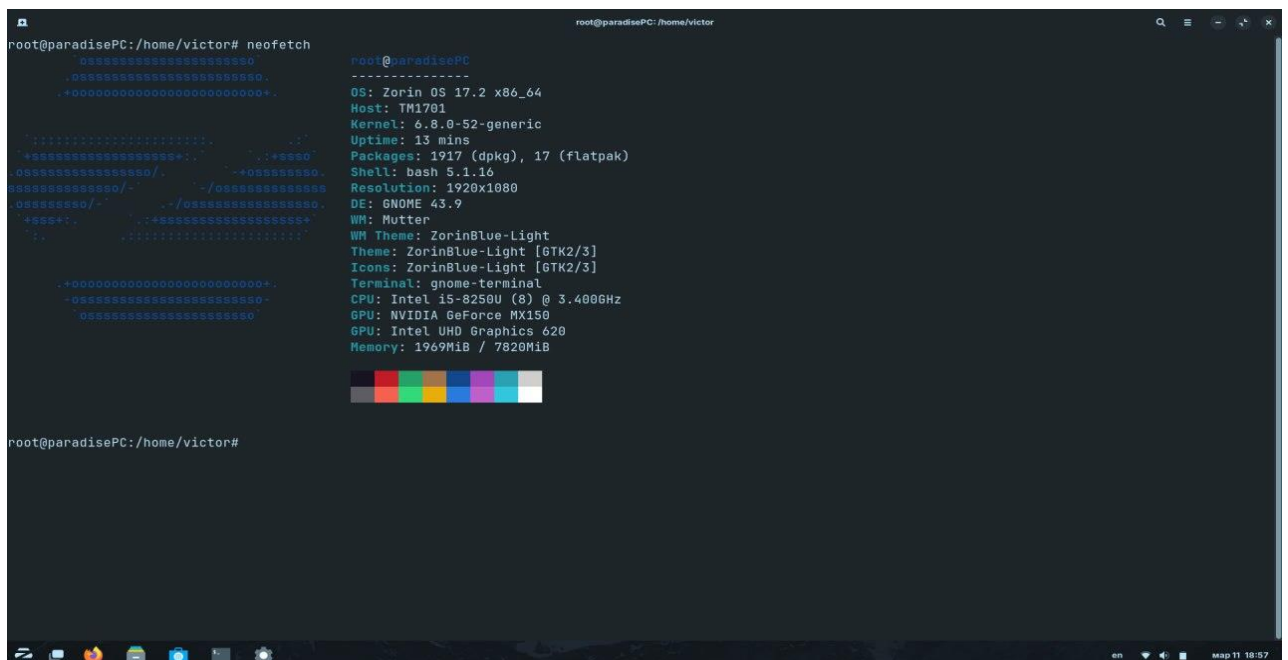 root@paradisePC: /home/victor
root@paradisePC:/home/victor# neofetch
root@paradisePC
---------------
OS: Zorin OS 17.2 x86_64
Host: TM1701
Kernel: 6.8.0-52-generic
Uptime: 13 mins
Packages: 1917 (dpkg), 17 (flatpak)
Shell: bash 5.1.16
Resolution: 1920x1080
DE: GNOME 43.9
WM: Mutter
WM Theme: ZorinBlue-Light
Theme: ZorinBlue-Light [GTK2/3]
Icons: ZorinBlue-Light [GTK2/3]
Terminal: gnome-terminal
CPU: Intel i5-8250U (8) @ 3.400GHz
GPU: NVIDIA GeForce MX150
GPU: Intel UHD Graphics 620
Memory: 1969MiB / 7820MiB
root@paradisePC:/home/victor#
en
мар 11 18:57